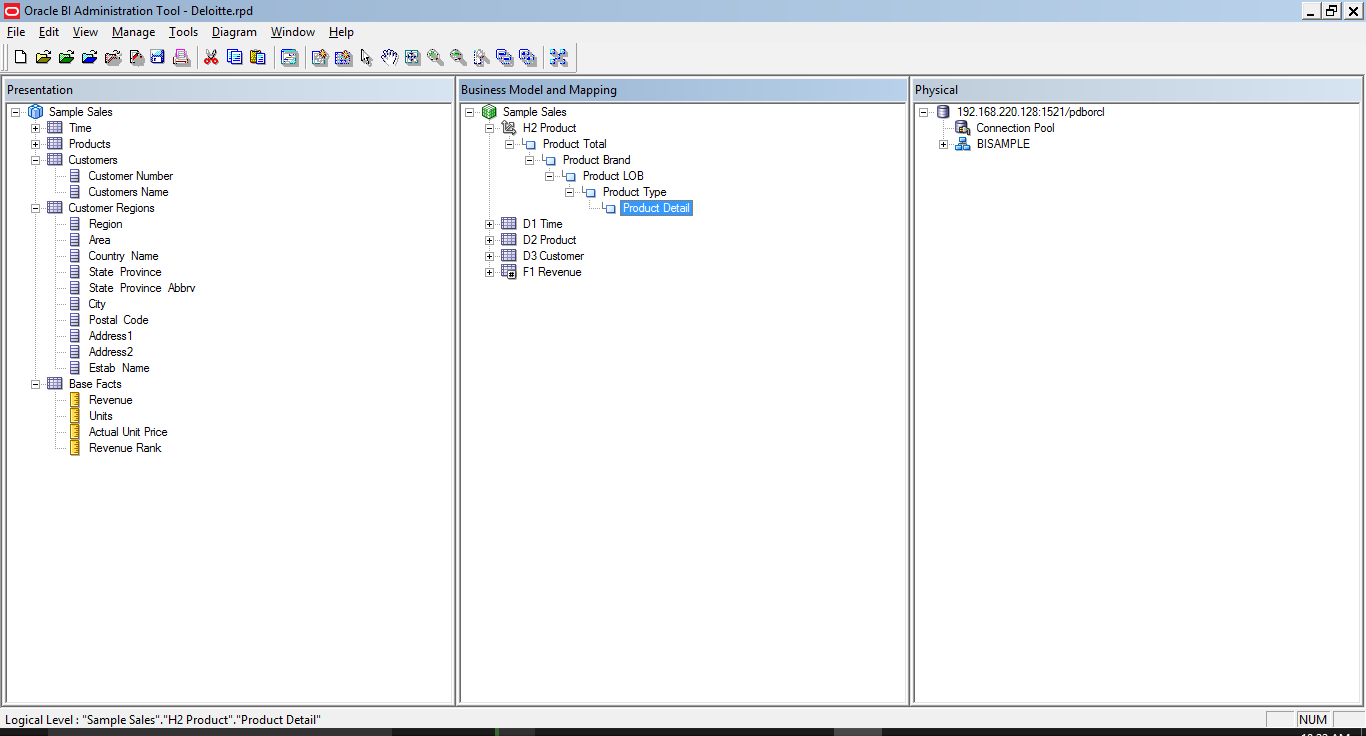 Oracle BI Administration Tool - Deloitte.rpd
File Edit View Manage Tools Diagram Window Help
Presentation
Sample Sales
Time
Products
Customers
Customer Number
Customers Name
Customer Regions
Region
Area
Country Name
State Province
State Province Abbrv
City
Postal Code
Address1
Address2
Estab Name
Base Facts
Revenue
Units
Actual Unit Price
Revenue Rank
Business Model and Mapping
Sample Sales
H2 Product
Product Total
Product Brand
Product LOB
Product Type
Product Detail
D1 Time
D2 Product
D3 Customer
F1 Revenue
Physical
192.168.220.128:1521/pdborcl
Connection Pool
BISAMPLE
Logical Level : "Sample Sales"."H2 Product"."Product Detail"
NUM